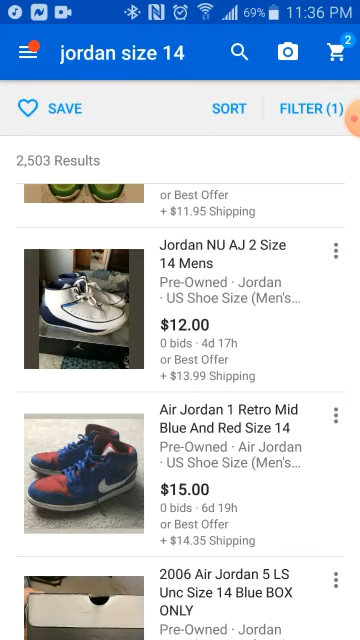 69% 11:36 PM
jordan size 14
2
SAVE
SORT
FILTER (1)
2,503 Results
or Best Offer
+ $11.95 Shipping
Jordan NU AJ 2 Size
14 Mens
Pre-Owned · Jordan
· US Shoe Size (Men's...
$12.00
0 bids · 4d 17h
or Best Offer
+ $13.99 Shipping
Air Jordan 1 Retro Mid
Blue And Red Size 14
Pre-Owned · Air Jordan
· US Shoe Size (Men's...
$15.00
0 bids · 6d 19h
or Best Offer
+ $14.35 Shipping
2006 Air Jordan 5 LS
Unc Size 14 Blue BOX
ONLY
Pre-Owned · Jordan